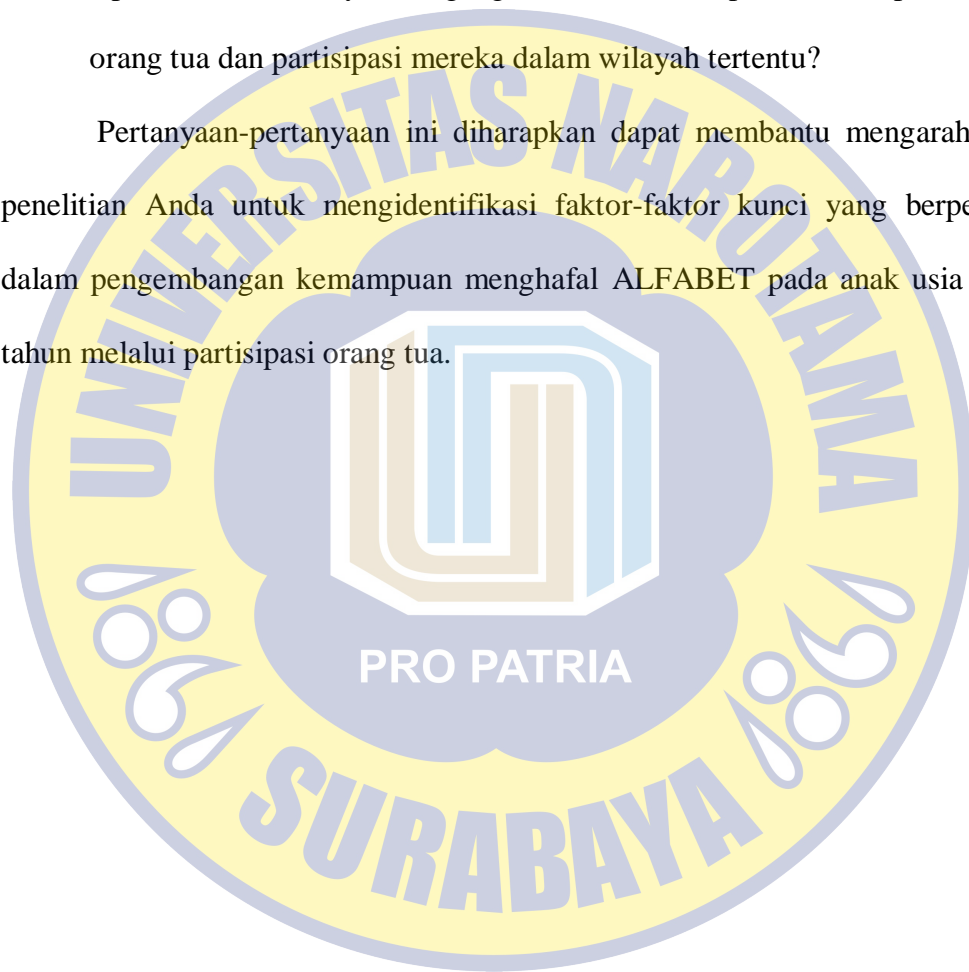 orang tua dan partisipasi mereka dalam wilayah tertentu?
Pertanyaan-pertanyaan ini diharapkan dapat membantu mengarah
penelitian Anda untuk mengidentifikasi faktor-faktor kunci yang berpe
dalam pengembangan kemampuan menghafal ALFABET pada anak usia
tahun melalui partisipasi orang tua.
UNIVERSITAS NAROTAMA
PRO PATRIA
SURABAYA